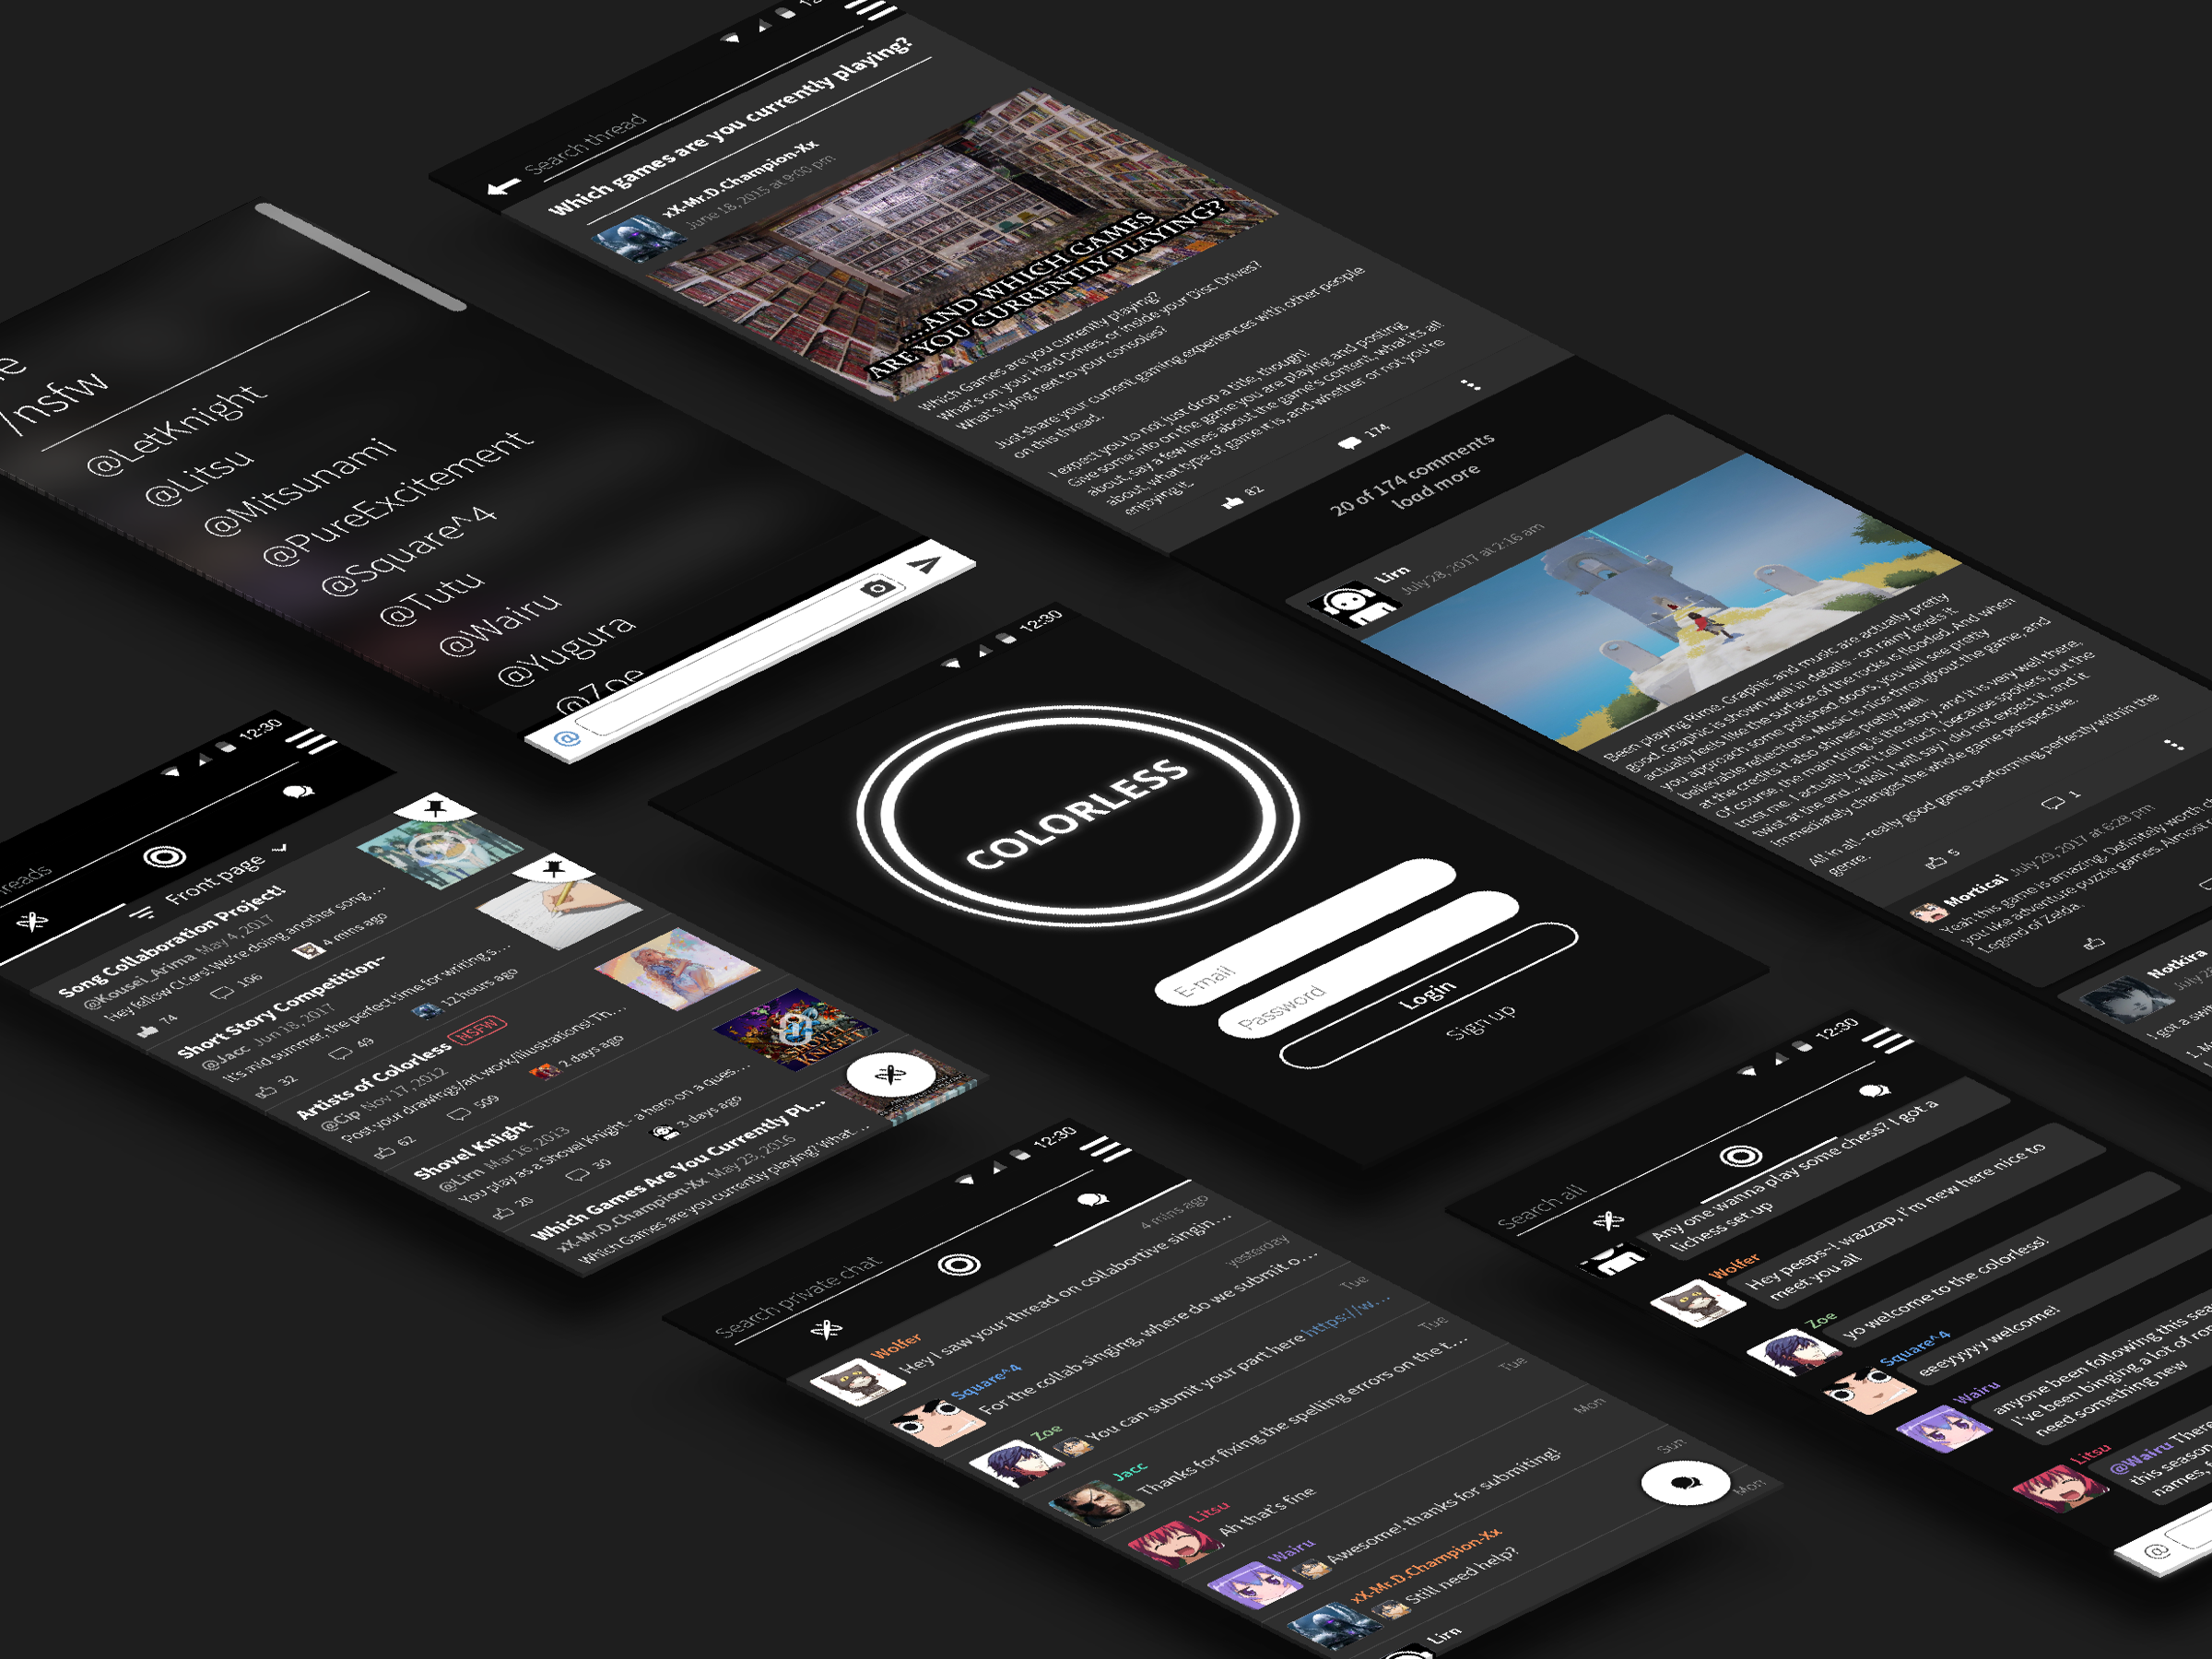 Search thread
Which games are you currently playing?
xX-Mr.D.Champion-Xx
June 18, 2015 at 9:00 pm
...AND WHICH GAMES
ARE YOU CURRENTLY PLAYING?
Which Games are you currently playing?
What's on your Hard Drives, or inside your Disc Drives?
What's lying next to your consoles?
Just share your current gaming experiences with other people
on this thread.
I expect you to not just drop a title, though!
Give some info on the game you are playing and posting
about, say a few lines about the game's content, what its all
about, what type of game it is, and whether or not you're
enjoying it.
82
174
20 of 174 comments
load more
Lirn
July 28, 2017 at 2:16 am
Been playing Rime. Graphic and music are actually pretty
good. Graphic is shown well in details - on rainy levels it
actually feels like the surface of the rocks is flooded. And when
you approach some polished doors, you will see pretty
believable reflections. Music is nice throughout the game, and
at the credits it also shines pretty well.
Of course the main thing is the story, and it is very well there,
trust me. I actually can't tell much, because spoilers, but the
twist at the end... Well, I will say I did not expect it, and it
immediately changes the whole game perspective.
All in all - really good game performing perfectly within the
genre.
5
1
Morticai July 29, 2017 at 6:28 pm
Yeah this game is amazing. Definitely worth
you like adventure puzzle games. Almost
Legend of Zelda.
Notkira
July
I got a
/nsfw
@LetKnight
@Litsu
@Mitsunami
@PureExcitement
@Square^4
@Tutu
@Wairu
@Yugura
@Zoe
@
12:30
COLORLESS
E-mail
Password
Login
Sign up
12:30
reads
Front page
Song Collaboration Project!
@Kousei_Arima May 4, 2017
Hey fellow CL'ers! We're doing another song...
74
106
4 mins ago
Short Story Competition~
@Jacc Jun 18, 2017
It's mid summer, the perfect time for writing s...
32
49
12 hours ago
Artists of Colorless NSFW
@Cip Nov 17, 2012
Post your drawings/art work/illustrations! Th...
62
509
2 days ago
Shovel Knight
@Lirn Mar 16, 2013
You play as a Shovel Knight - a hero on a ques...
20
30
3 days ago
SHOVEL KNIGHT
Which Games Are You Currently Pl...
xX-Mr.D.Champion-Xx May 23, 2016
Which Games are you currently playing? What...
12:30
Search private chat
4 mins ago
Wolfer
Hey I saw your thread on collabortive singin...
yesterday
Square^4
For the collab singing, where do we submit o...
Tue
Zoe
You can submit your part here https://w...
Tue
Jacc
Thanks for fixing the spelling errors on the t...
Tue
Litsu
Ah that's fine
Mon
Wairu
Awesome! thanks for submiting!
Sun
xX-Mr.D.Champion-Xx
Still need help?
Mon
Lirn
12:30
Search all
Any one wanna play some chess? I got a
lichess set up
Wolfer
Hey peeps~! wazzap, I'm new here nice to
meet you all
Zoe
yo welcome to the colorless!
Square^4
eeeyyyyy welcome!
Wairu
anyone been following this sea
I've been binging a lot of ro
need something new
Litsu
@Wairu There
this season
names, f
@